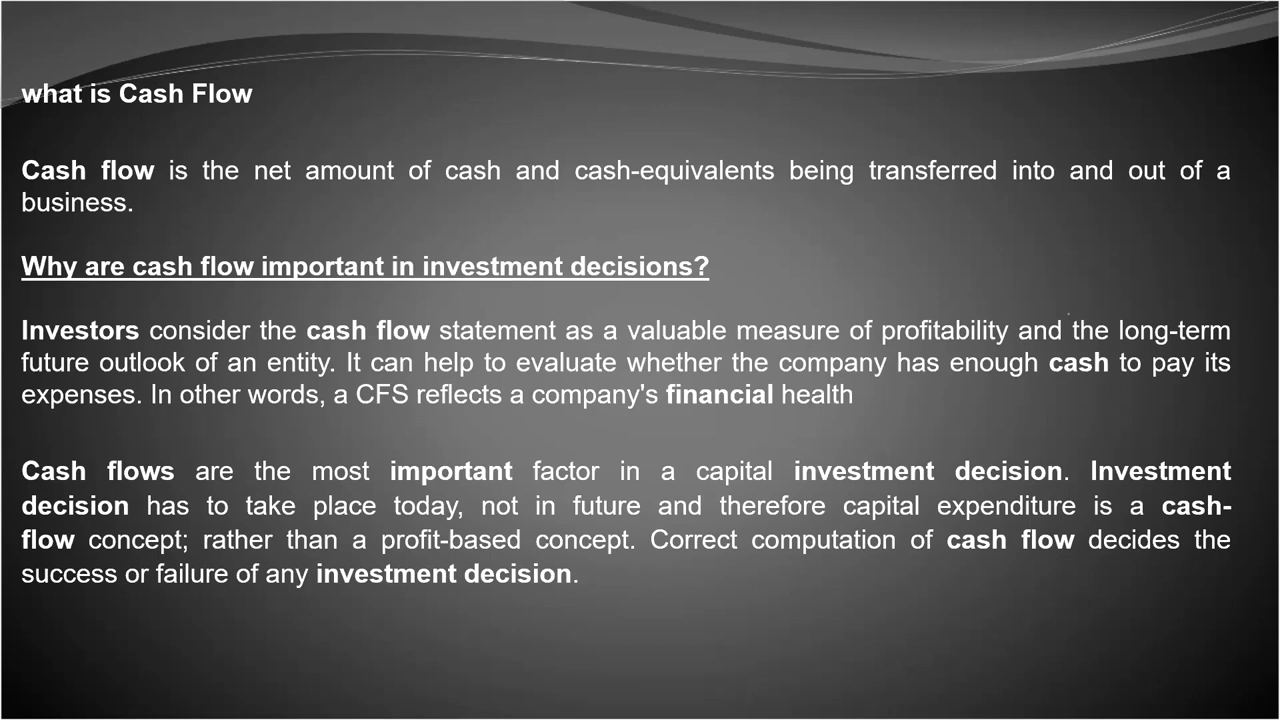 what is Cash Flow
Cash flow is the net amount of cash and cash-equivalents being transferred into and out of a
business.
Why are cash flow important in investment decisions?
Investors consider the cash flow statement as a valuable measure of profitability and the long-term
future outlook of an entity. It can help to evaluate whether the company has enough cash to pay its
expenses. In other words, a CFS reflects a company's financial health
Cash flows are the most important factor in a capital investment decision. Investment
decision has to take place today, not in future and therefore capital expenditure is a cash-
flow concept; rather than a profit-based concept. Correct computation of cash flow decides the
success or failure of any investment decision.